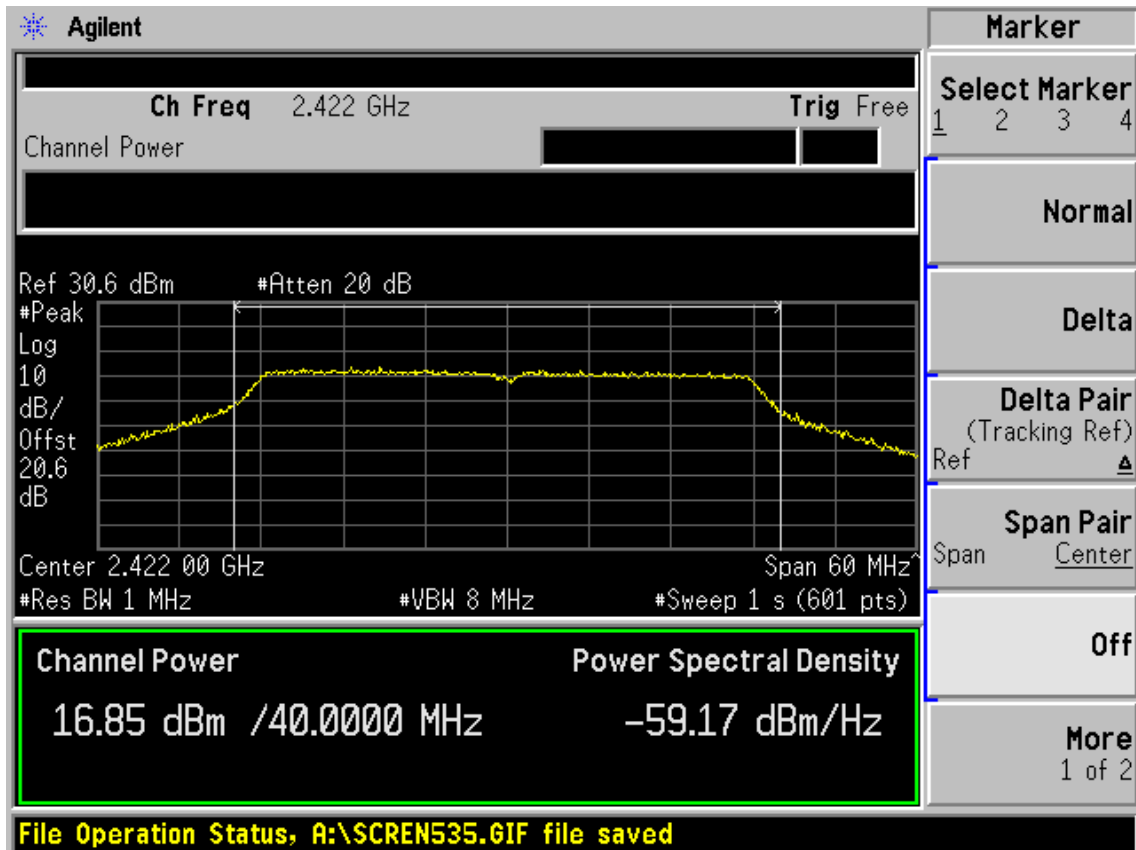 Agilent
Marker
Ch Freq 2.422 GHz Trig Free
Channel Power
Select Marker
1 2 3 4
Normal
Ref 30.6 dBm #Atten 20 dB
#Peak
Log
10
dB/
Offst
20.6
dB
Center 2.422 00 GHz Span 60 MHz^
#Res BW 1 MHz #VBW 8 MHz #Sweep 1 s (601 pts)
Delta
Delta Pair
(Tracking Ref)
Ref Δ
Span Pair
Span Center
Off
More
1 of 2
Channel Power Power Spectral Density
16.85 dBm /40.0000 MHz -59.17 dBm/Hz
File Operation Status, A:\SCREN535.GIF file saved